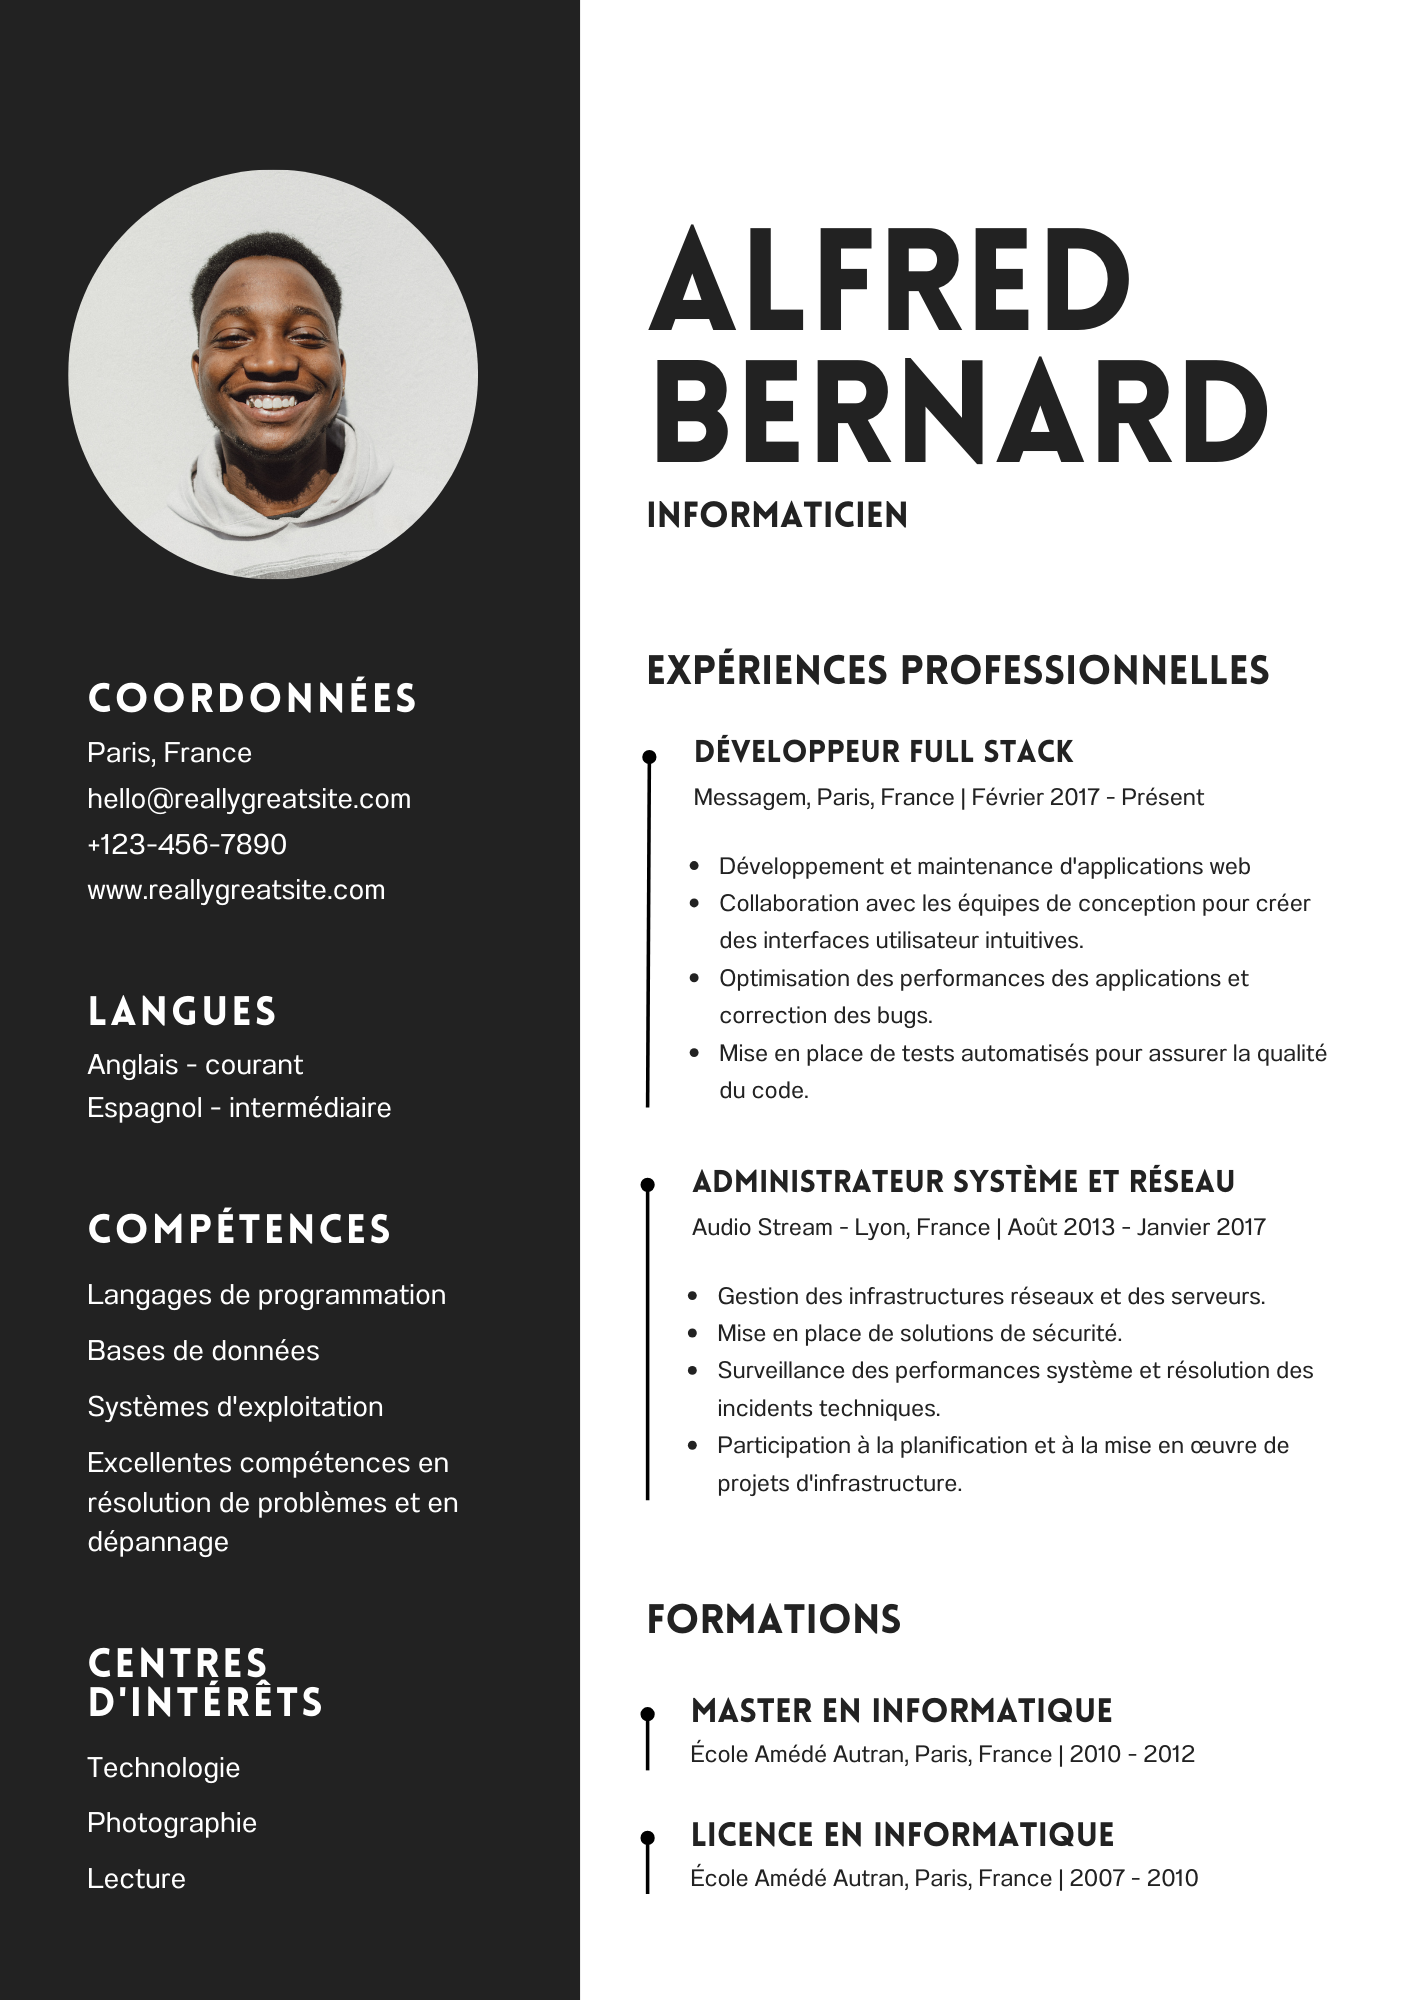 ALFRED
BERNARD
INFORMATICIEN
COORDONNÉES
Paris, France
hello@reallygreatsite.com
+123-456-7890
www.reallygreatsite.com
LANGUES
Anglais - courant
Espagnol - intermédiaire
COMPÉTENCES
Langages de programmation
Bases de données
Systèmes d'exploitation
Excellentes compétences en
résolution de problèmes et en
dépannage
CENTRES
D'INTÉRÊTS
Technologie
Photographie
Lecture
EXPÉRIENCES PROFESSIONNELLES
DÉVELOPPEUR FULL STACK
Messagem, Paris, France | Février 2017 - Présent
• Développement et maintenance d'applications web
• Collaboration avec les équipes de conception pour créer
des interfaces utilisateur intuitives.
• Optimisation des performances des applications et
correction des bugs.
• Mise en place de tests automatisés pour assurer la qualité
du code.
ADMINISTRATEUR SYSTÈME ET RÉSEAU
Audio Stream - Lyon, France | Août 2013 - Janvier 2017
• Gestion des infrastructures réseaux et des serveurs.
• Mise en place de solutions de sécurité.
• Surveillance des performances système et résolution des
incidents techniques.
• Participation à la planification et à la mise en œuvre de
projets d'infrastructure.
FORMATIONS
MASTER EN INFORMATIQUE
École Amédé Autran, Paris, France | 2010 - 2012
LICENCE EN INFORMATIQUE
École Amédé Autran, Paris, France | 2007 - 2010